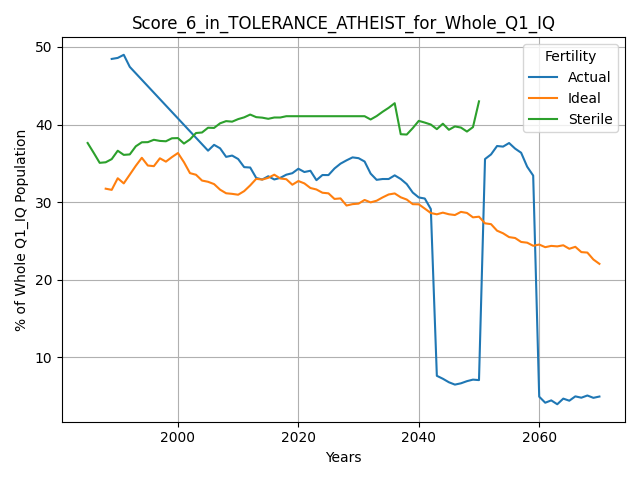 Score_6_in_TOLERANCE_ATHEIST_for_Whole_Q1_IQ
% of Whole Q1_IQ Population
50
40
30
20
10
Fertility
Actual
Ideal
Sterile
2000 2020 2040 2060
Years